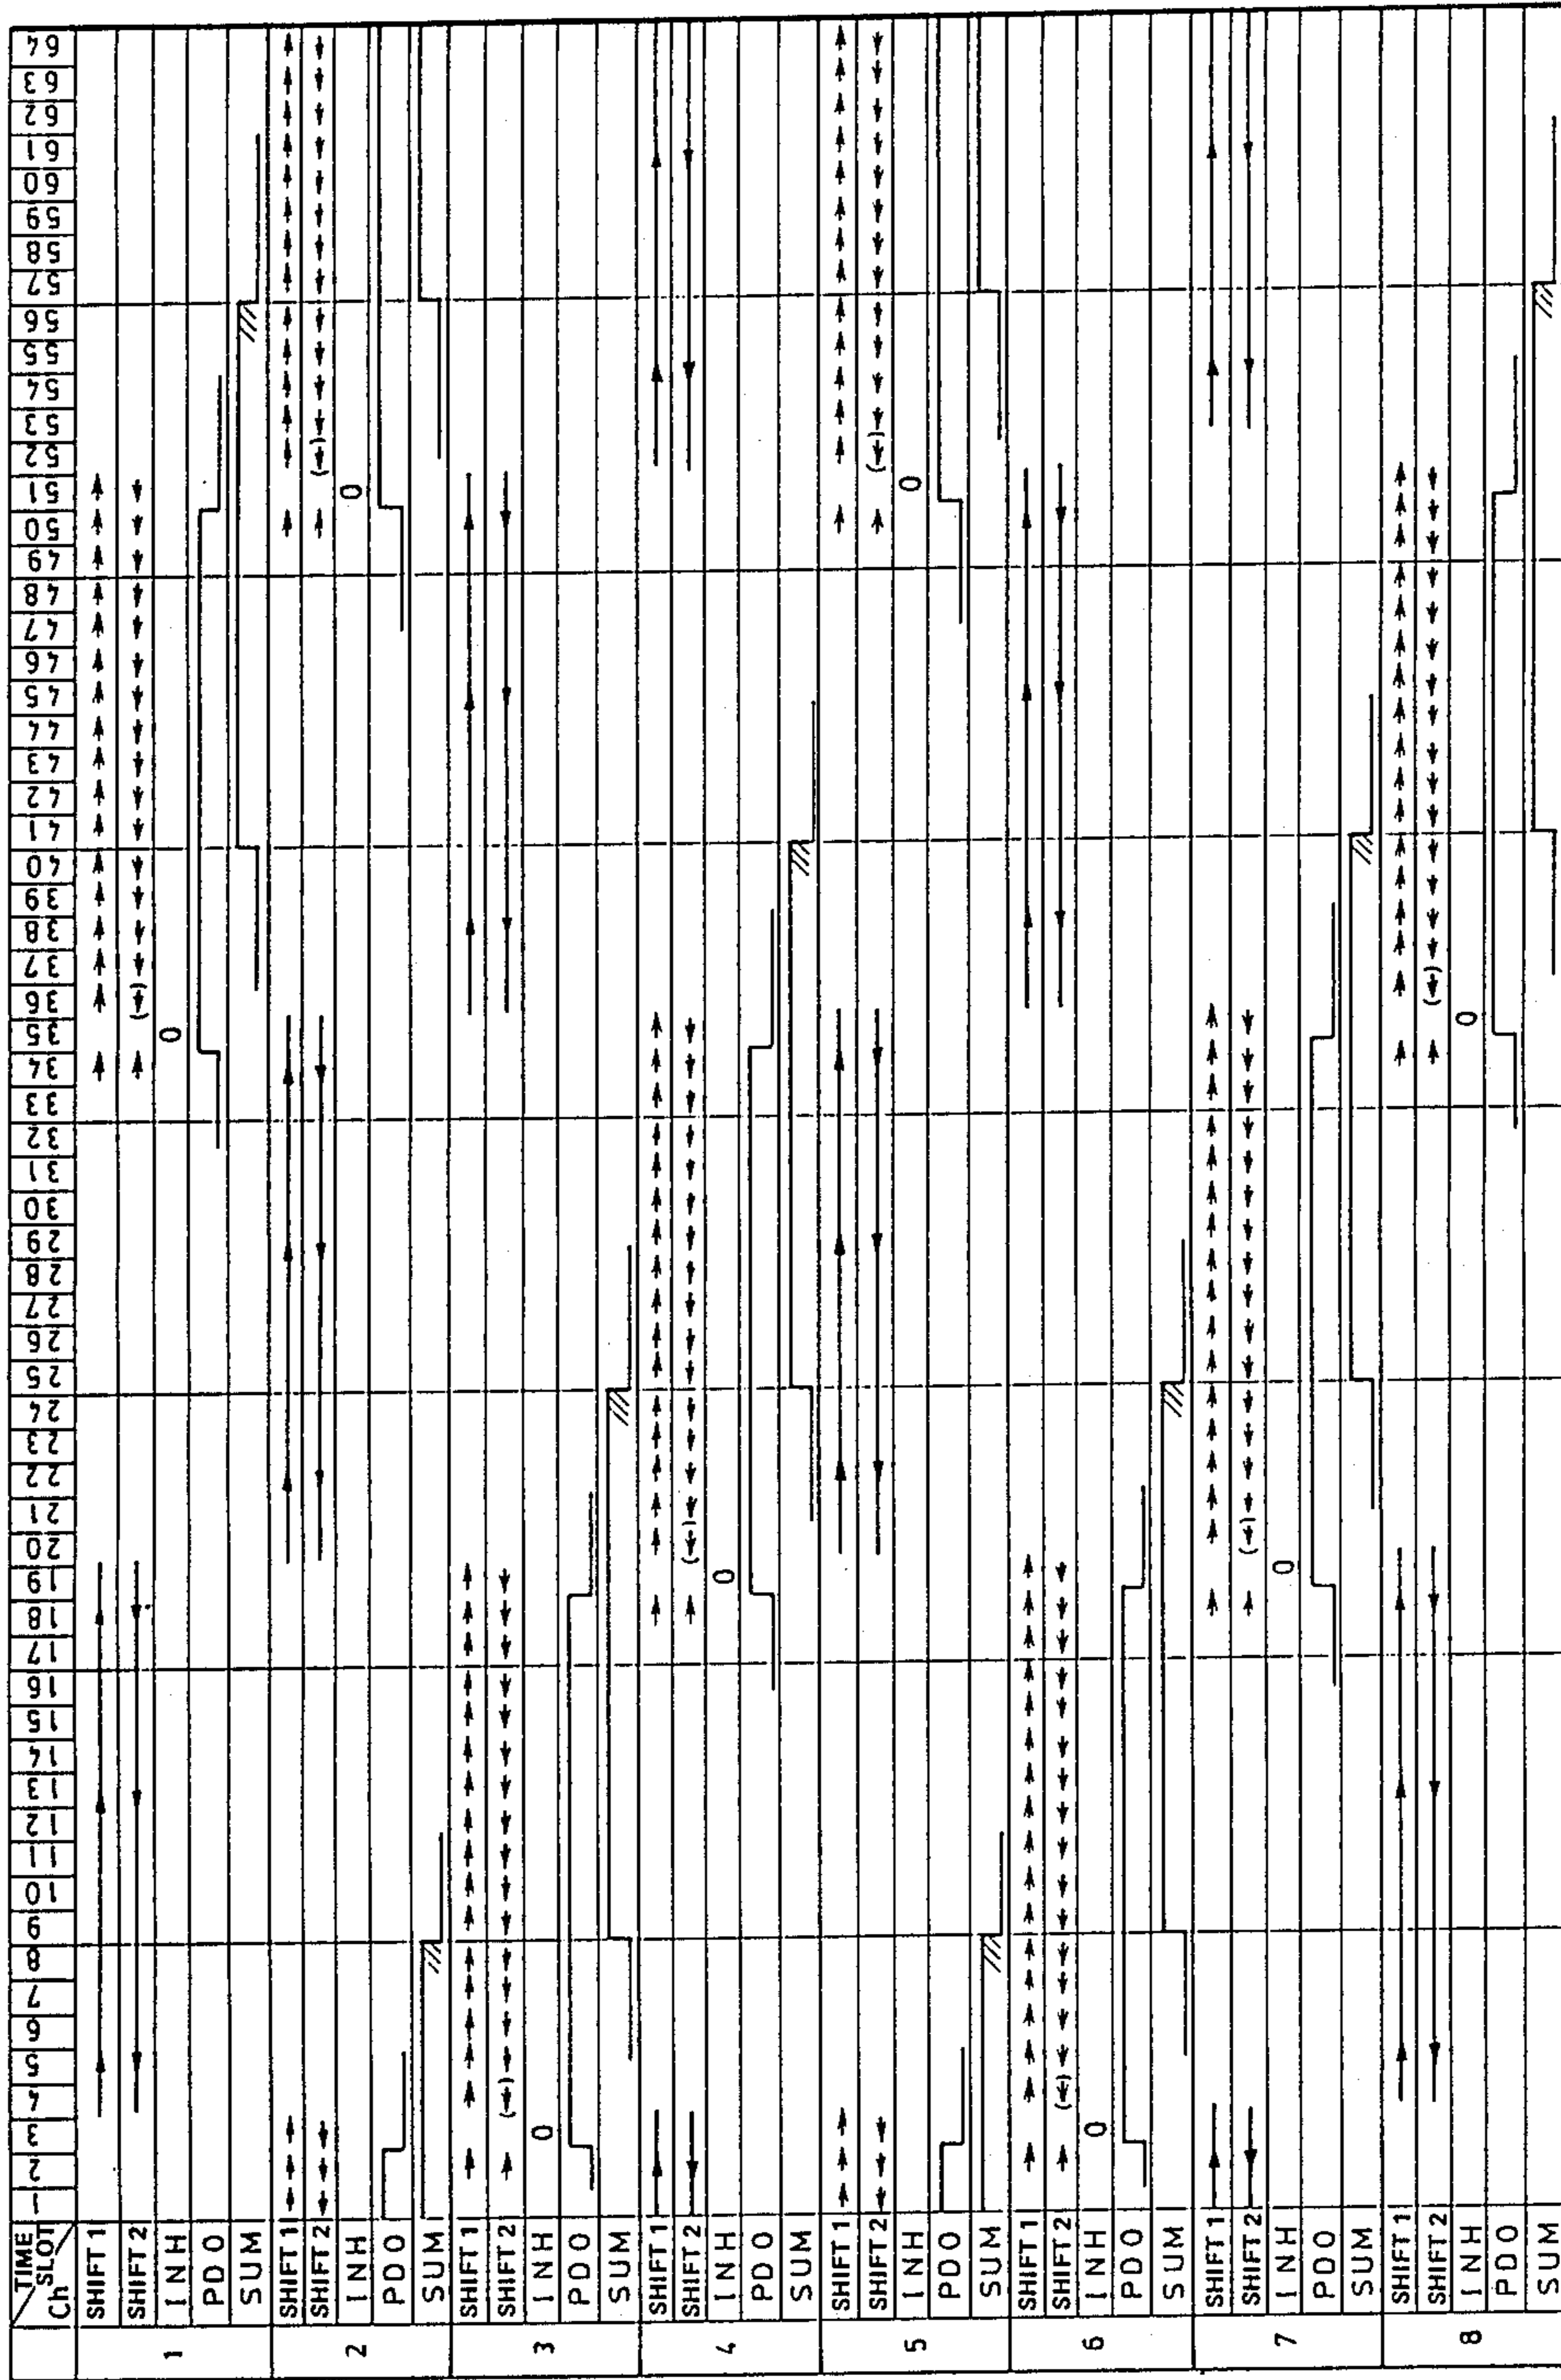 TIME
SLOT
Ch
1 2 3 4 5 6 7 8 9 10 11 12 13 14 15 16 17 18 19 20 21 22 23 24 25 26 27 28 29 30 31 32 33 34 35 36 37 38 39 40 41 42 43 44 45 46 47 48 49 50 51 52 53 54 55 56 57 58 59 60 61 62 63 64
1
SHIFT 1
SHIFT 2 ( )
INH 0
PDO
SUM
2
SHIFT 1
SHIFT 2 ( )
INH 0
PDO
SUM
3
SHIFT 1
SHIFT 2 ( )
INH 0
PDO
SUM
4
SHIFT 1
SHIFT 2 ( )
INH 0
PDO
SUM
5
SHIFT 1
SHIFT 2 ( )
INH 0
PDO
SUM
6
SHIFT 1
SHIFT 2 ( )
INH 0
PDO
SUM
7
SHIFT 1
SHIFT 2 ( )
INH 0
PDO
SUM
8
SHIFT 1
SHIFT 2 ( )
INH 0
PDO
SUM